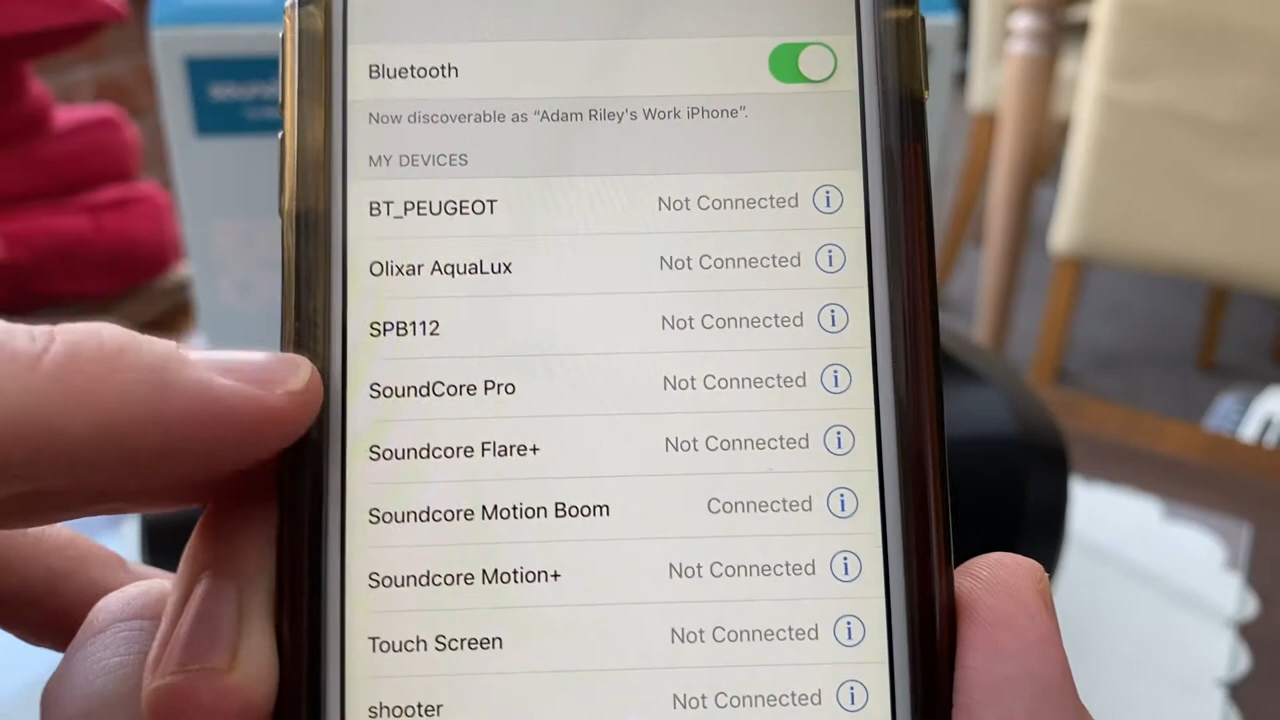 Bluetooth
Now discoverable as “Adam Riley's Work iPhone”.
MY DEVICES
BT_PEUGEOT Not Connected
Olixar AquaLux Not Connected
SPB112 Not Connected
SoundCore Pro Not Connected
Soundcore Flare+ Not Connected
Soundcore Motion Boom Connected
Soundcore Motion+ Not Connected
Touch Screen Not Connected
shooter Not Connected